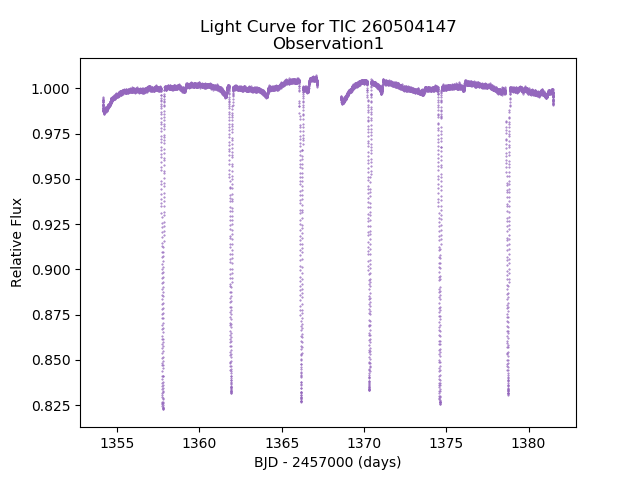 Light Curve for TIC 260504147
Observation1
1.000
0.975
0.950
0.925
0.900
0.875
0.850
0.825
Relative Flux
1355 1360 1365 1370 1375 1380
BJD - 2457000 (days)